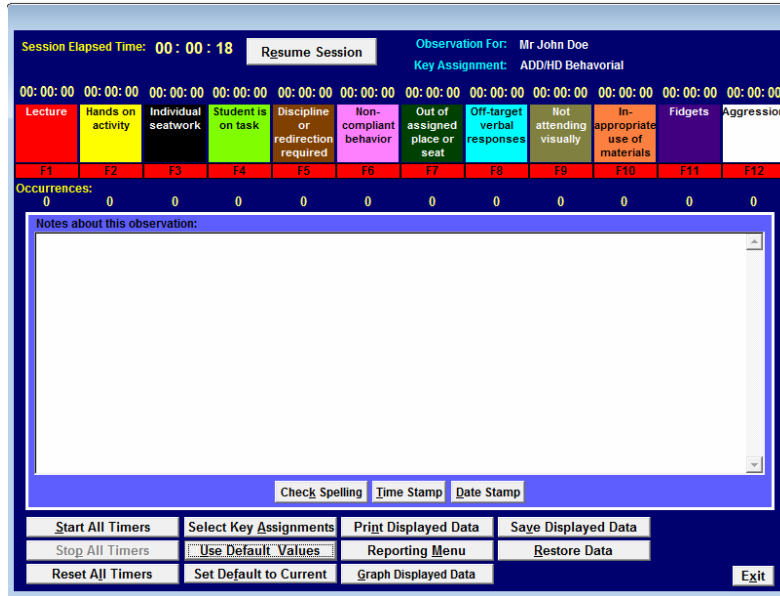 Session Elapsed Time: 00 : 00 : 18 Resume Session Observation For: Mr John Doe
Key Assignment: ADD/HD Behavorial
00: 00: 00 00: 00: 00 00: 00: 00 00: 00: 00 00: 00: 00 00: 00: 00 00: 00: 00 00: 00: 00 00: 00: 00 00: 00: 00 00: 00: 00 00: 00: 00
Lecture
Hands on
activity
Individual
seatwork
Student is
on task
Discipline
or
redirection
required
Non-
compliant
behavior
Out of
assigned
place or
seat
Off-target
verbal
responses
Not
attending
visually
In-
appropriate
use of
materials
Fidgets
Aggression
F1 F2 F3 F4 F5 F6 F7 F8 F9 F10 F11 F12
Occurrences:
0 0 0 0 0 0 0 0 0 0 0 0
Notes about this observation:
Check Spelling Time Stamp Date Stamp
Start All Timers Select Key Assignments Print Displayed Data Save Displayed Data
Stop All Timers Use Default Values Reporting Menu Restore Data
Reset All Timers Set Default to Current Graph Displayed Data Exit